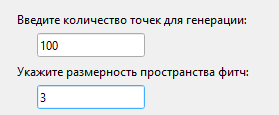 Введите количество точек для генерации:
100
Укажите размерность пространства фитч:
3